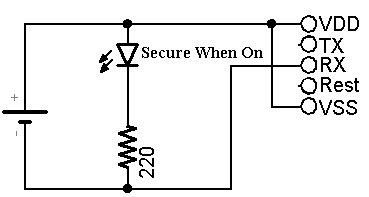 VDD
TX
Secure When On
RX
Rest
+
VSS
-
220